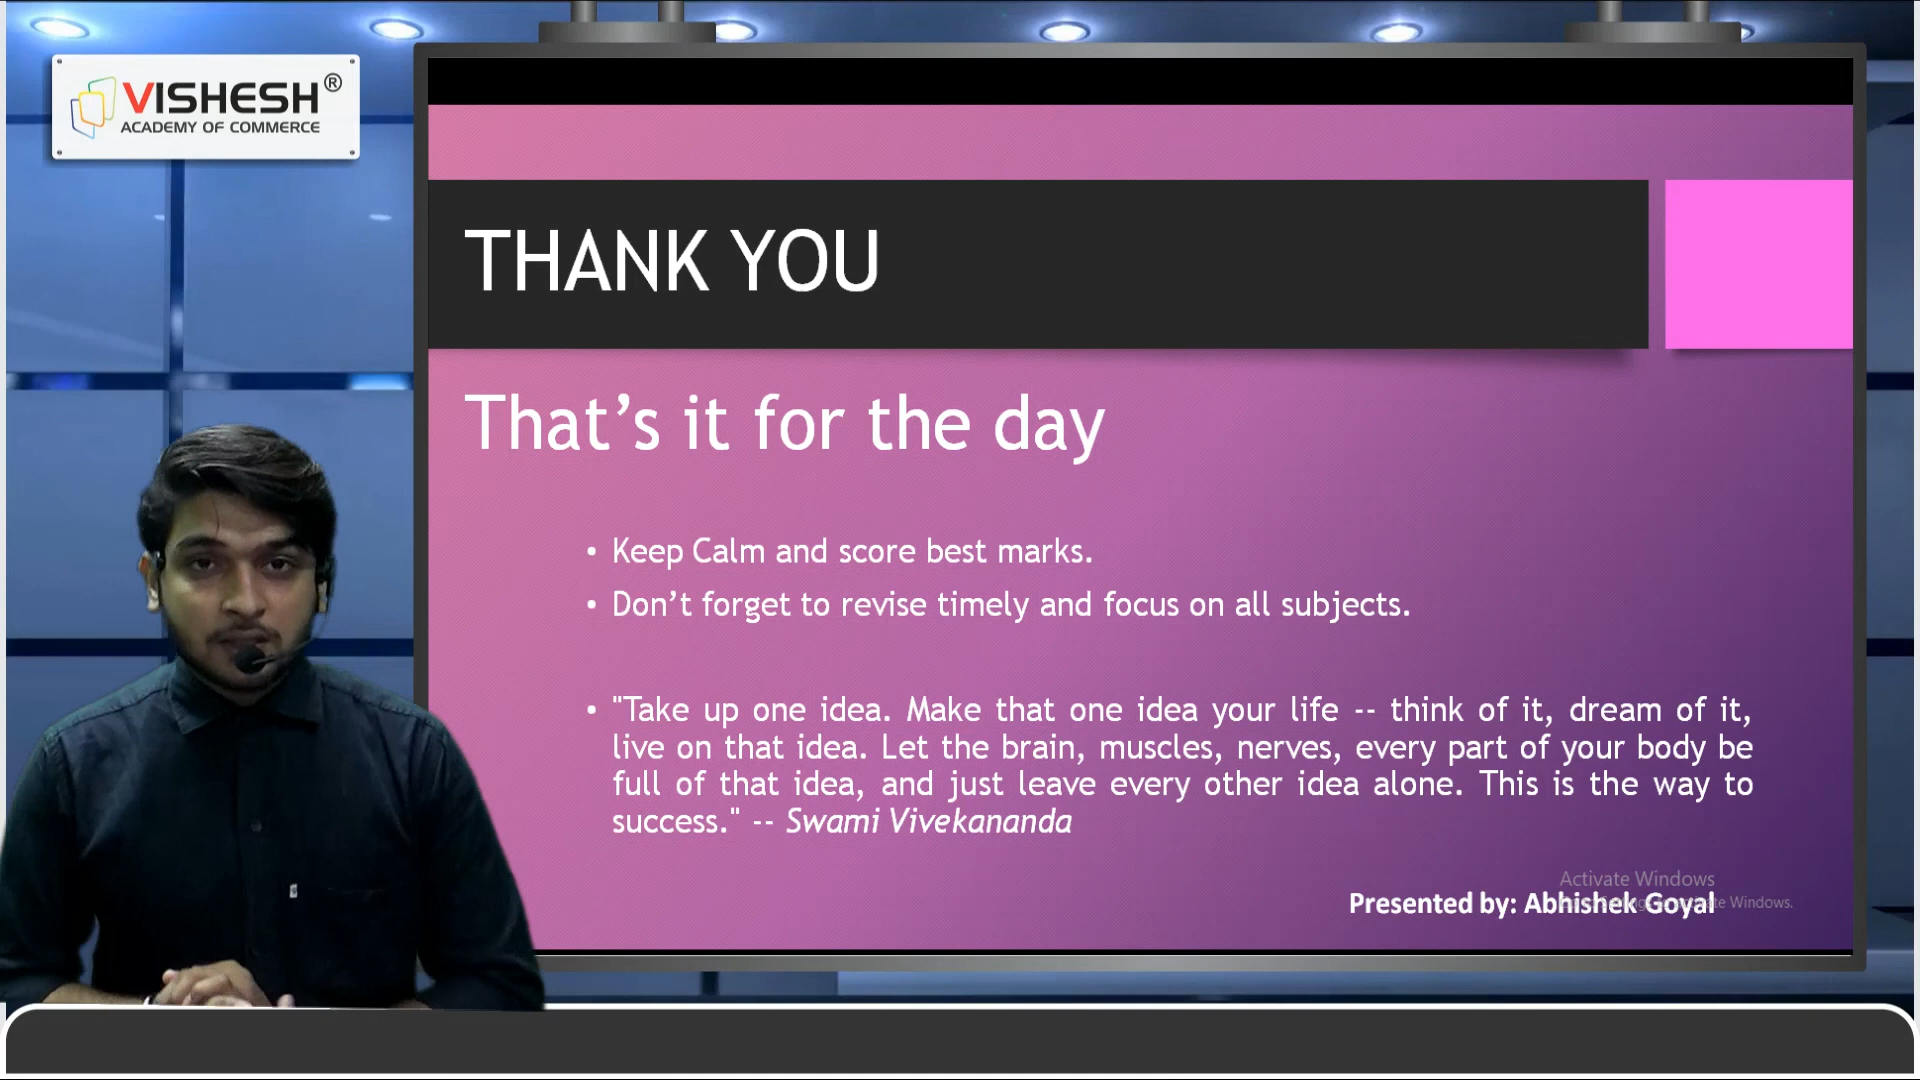 VISHESH®
ACADEMY OF COMMERCE
THANK YOU
That’s it for the day
• Keep Calm and score best marks.
• Don’t forget to revise timely and focus on all subjects.
• "Take up one idea. Make that one idea your life -- think of it, dream of it,
live on that idea. Let the brain, muscles, nerves, every part of your body be
full of that idea, and just leave every other idea alone. This is the way to
success." -- Swami Vivekananda
Activate Windows
Presented by: Abhishek Goyal
Windows.